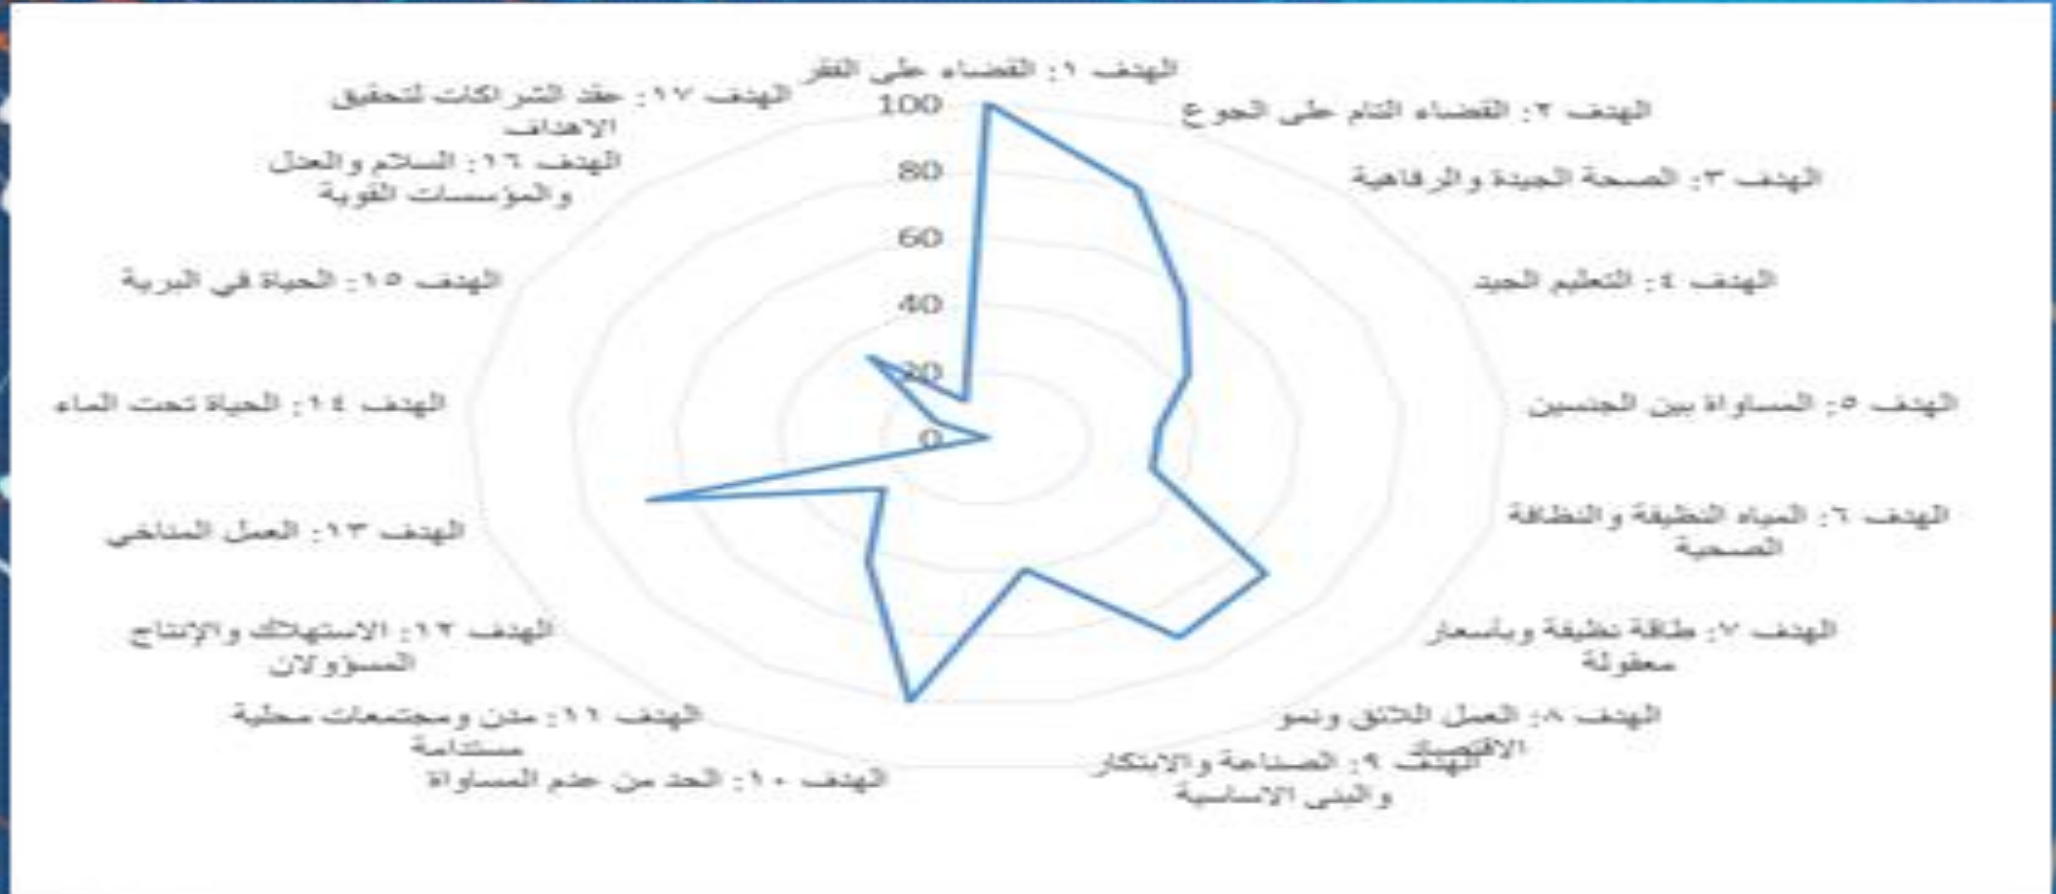 الهدف ١: القضاء على الفقر
الهدف ٢: القضاء التام على الجوع
الهدف ٣: الصحة الجيدة والرفاهية
الهدف ٤: التعليم الجيد
الهدف ٥: المساواة بين الجنسين
الهدف ٦: المياه النظيفة والنظافة
الصحية
الهدف ٧: طاقة نظيفة وبأسعار
معقولة
الهدف ٨: العمل اللائق ونمو
الاقتصاد
الهدف ٩: الصناعة والابتكار
والبنى الاساسية
الهدف ١٠: الحد من عدم المساواة
الهدف ١١: مدن ومجتمعات محلية
مستدامة
الهدف ١٢: الاستهلاك والإنتاج
المسؤولان
الهدف ١٣: العمل المناخي
الهدف ١٤: الحياة تحت الماء
الهدف ١٥: الحياة في البرية
الهدف ١٦: السلام والعدل
والمؤسسات القوية
الهدف ١٧: عقد الشراكات لتحقيق
الاهداف
100
80
60
40
20
0